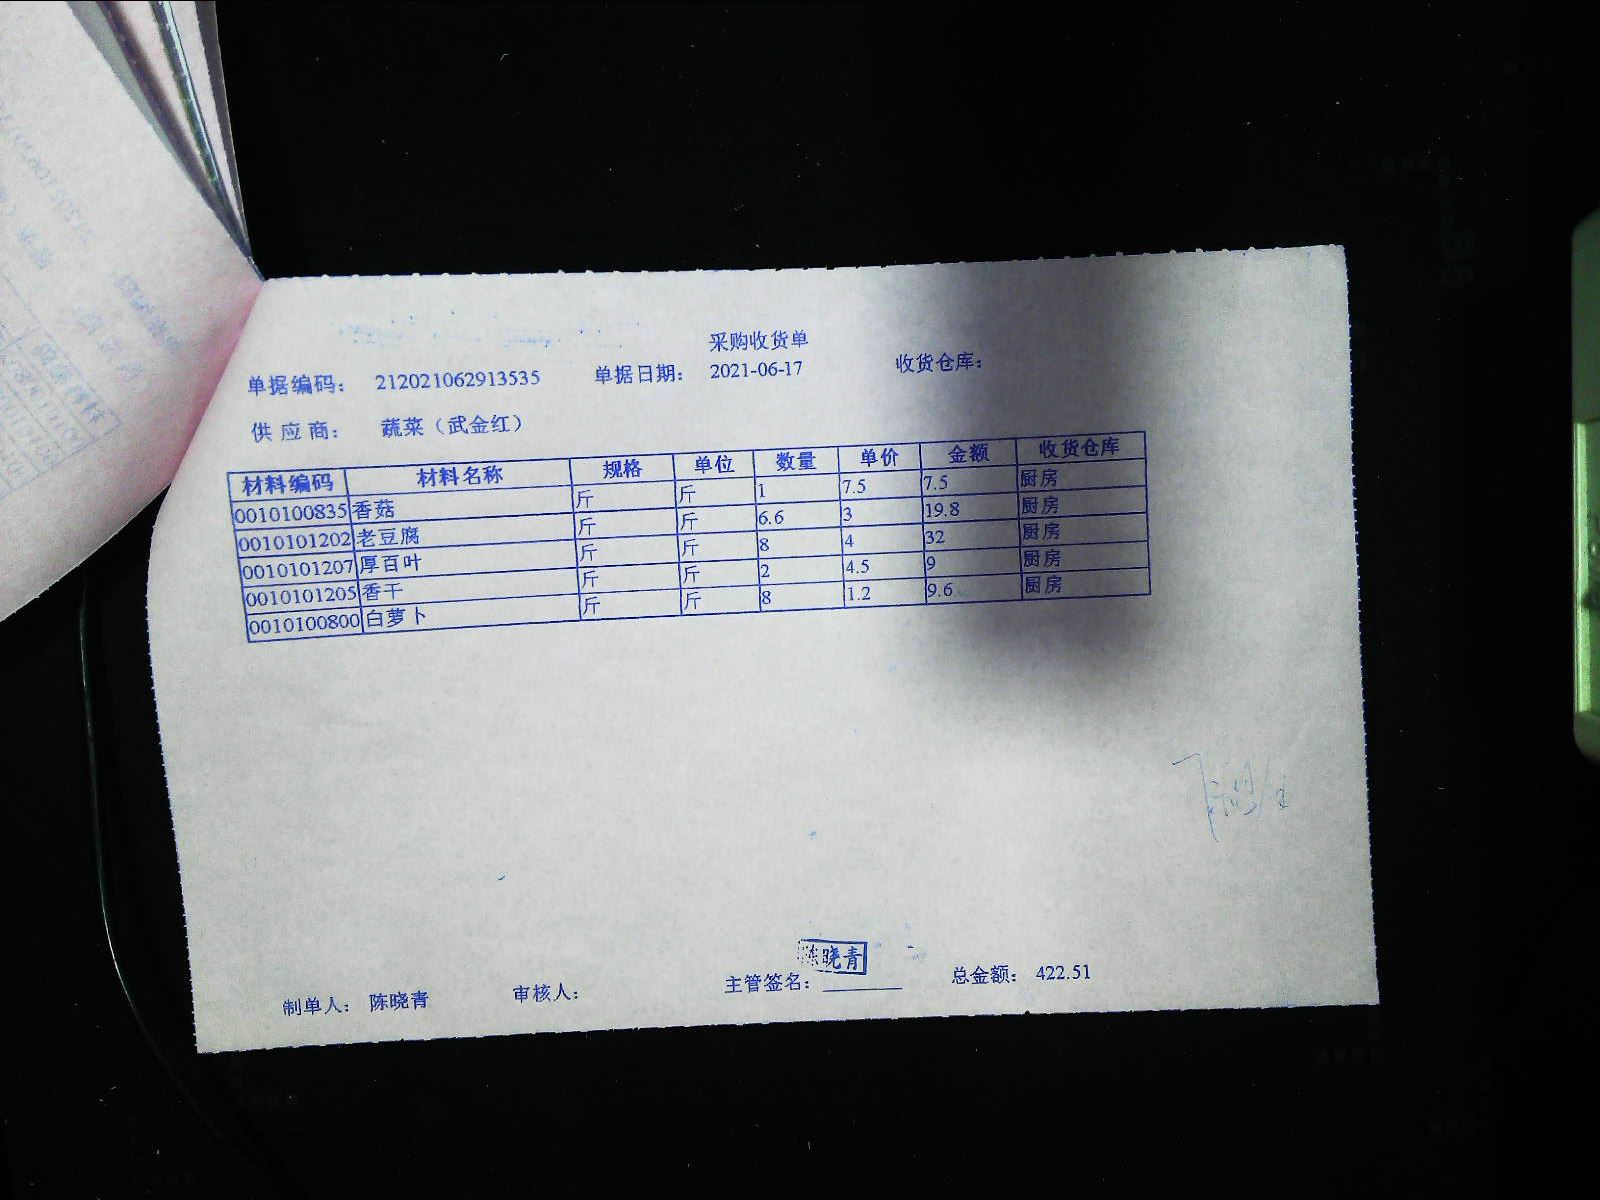 采购收货单
单据编码： 212021062913535 单据日期： 2021-06-17 收货仓库：
供应商： 蔬菜（武金红）
材料编码 材料名称 规格 单位 数量 单价 金额 收货仓库
0010100835 香菇 斤 斤 1 7.5 7.5 厨房
0010101202 老豆腐 斤 斤 6.6 3 19.8 厨房
0010101207 厚百叶 斤 斤 8 4 32 厨房
0010101205 香干 斤 斤 2 4.5 9 厨房
0010100800 白萝卜 斤 斤 8 1.2 9.6 厨房
陈晓青
制单人： 陈晓青 审核人： 主管签名： 总金额： 422.51